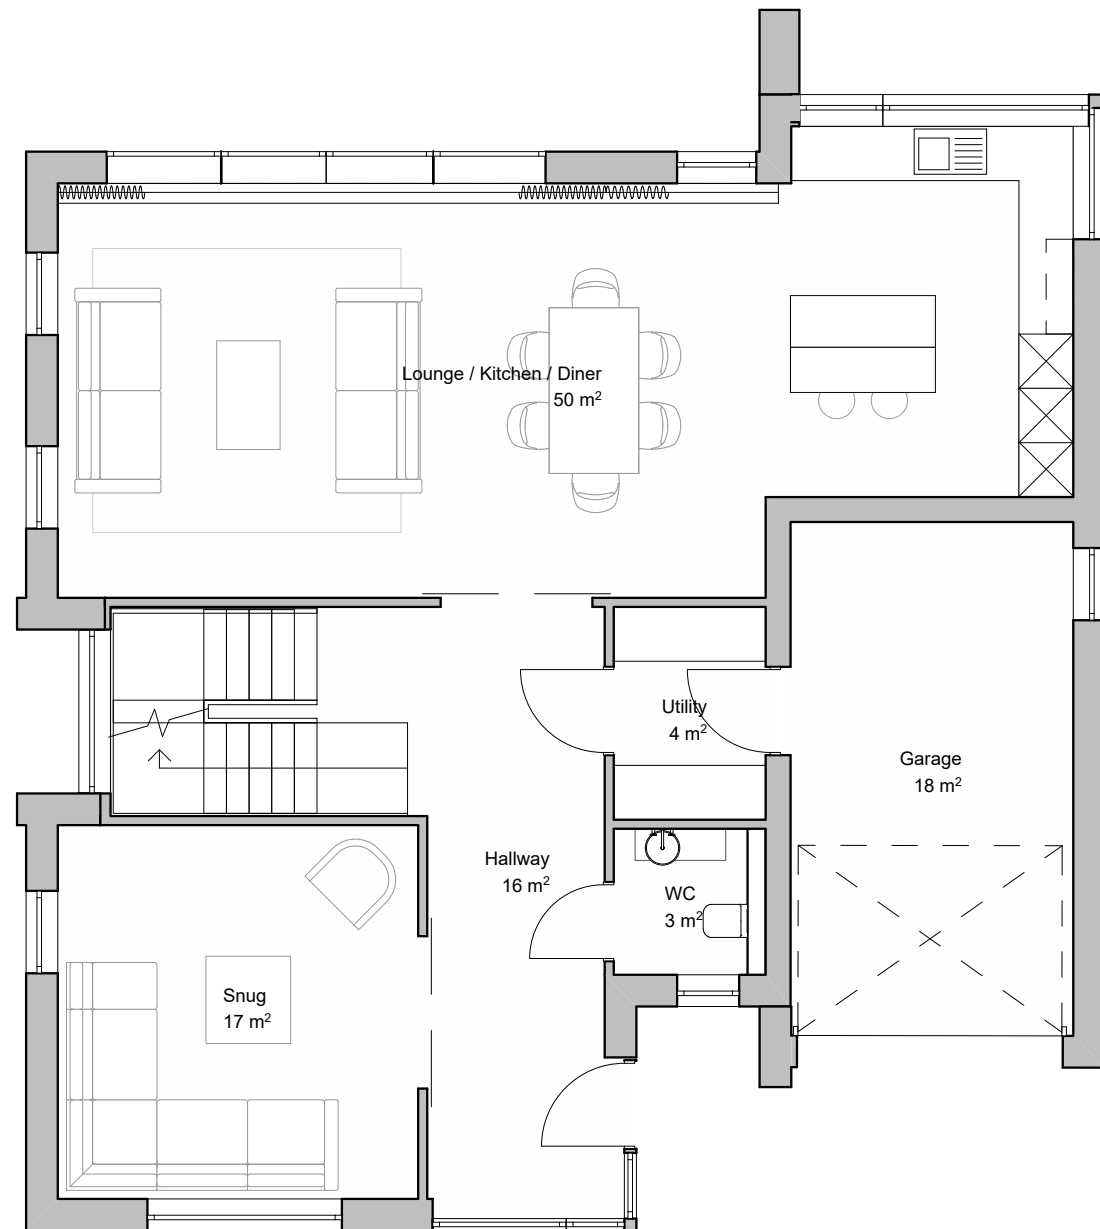 Lounge / Kitchen / Diner
50 m²
Utility
4 m²
Garage
18 m²
Hallway
16 m²
WC
3 m²
Snug
17 m²